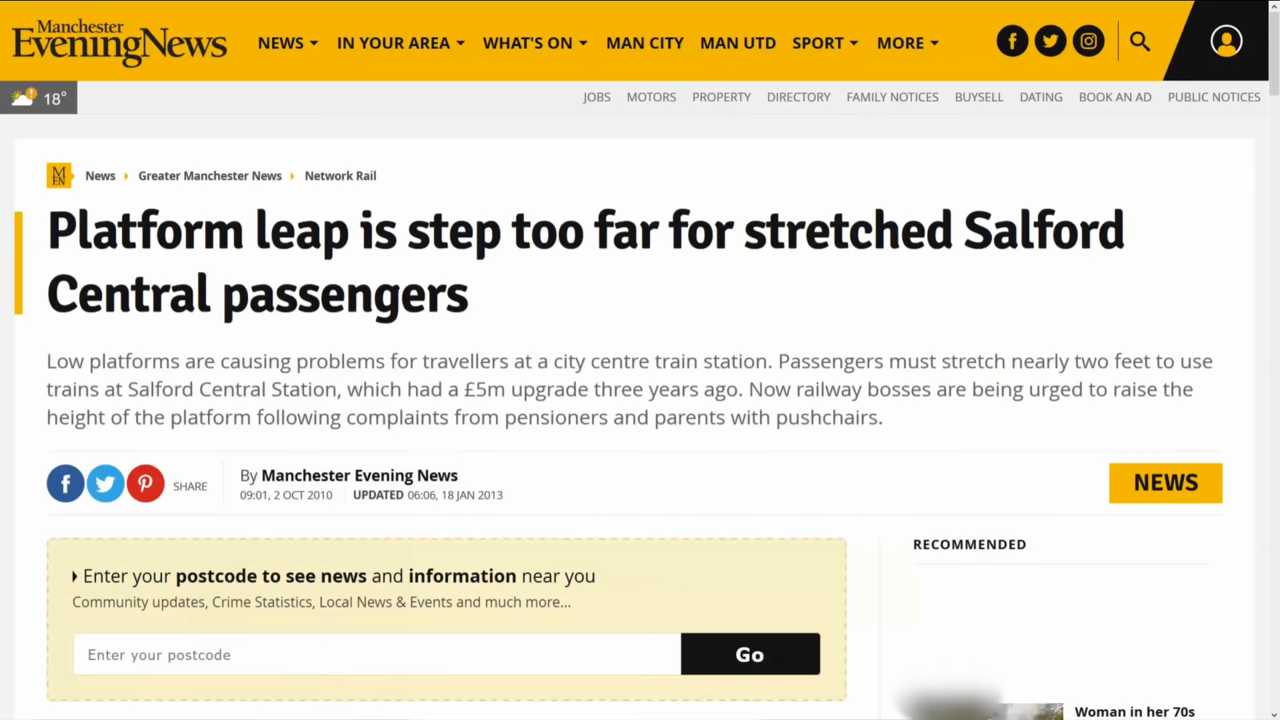 Manchester
Evening News
NEWS IN YOUR AREA WHAT'S ON MAN CITY MAN UTD SPORT MORE
18°
JOBS MOTORS PROPERTY DIRECTORY FAMILY NOTICES BUYSELL DATING BOOK AN AD PUBLIC NOTICES
MEN News Greater Manchester News Network Rail
Platform leap is step too far for stretched Salford
Central passengers
Low platforms are causing problems for travellers at a city centre train station. Passengers must stretch nearly two feet to use
trains at Salford Central Station, which had a £5m upgrade three years ago. Now railway bosses are being urged to raise the
height of the platform following complaints from pensioners and parents with pushchairs.
SHARE
By Manchester Evening News
09:01, 2 OCT 2010 UPDATED 06:06, 18 JAN 2013
NEWS
Enter your postcode to see news and information near you
Community updates, Crime Statistics, Local News & Events and much more...
Enter your postcode Go
RECOMMENDED
Woman in her 70s